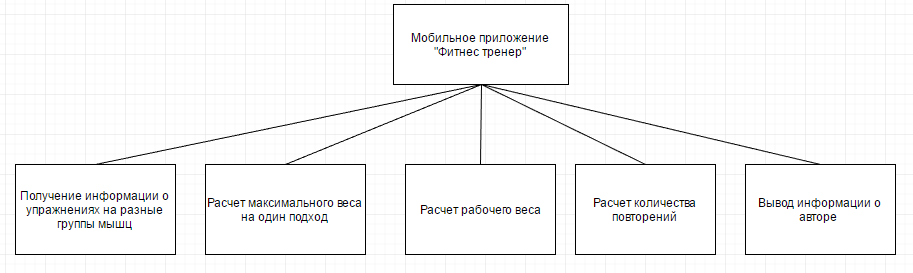 Мобильное приложение
"Фитнес тренер"
Получение информации о
упражнениях на разные
группы мышц
Расчет максимального веса
на один подход
Расчет рабочего веса
Расчет количества
повторений
Вывод информации о
авторе